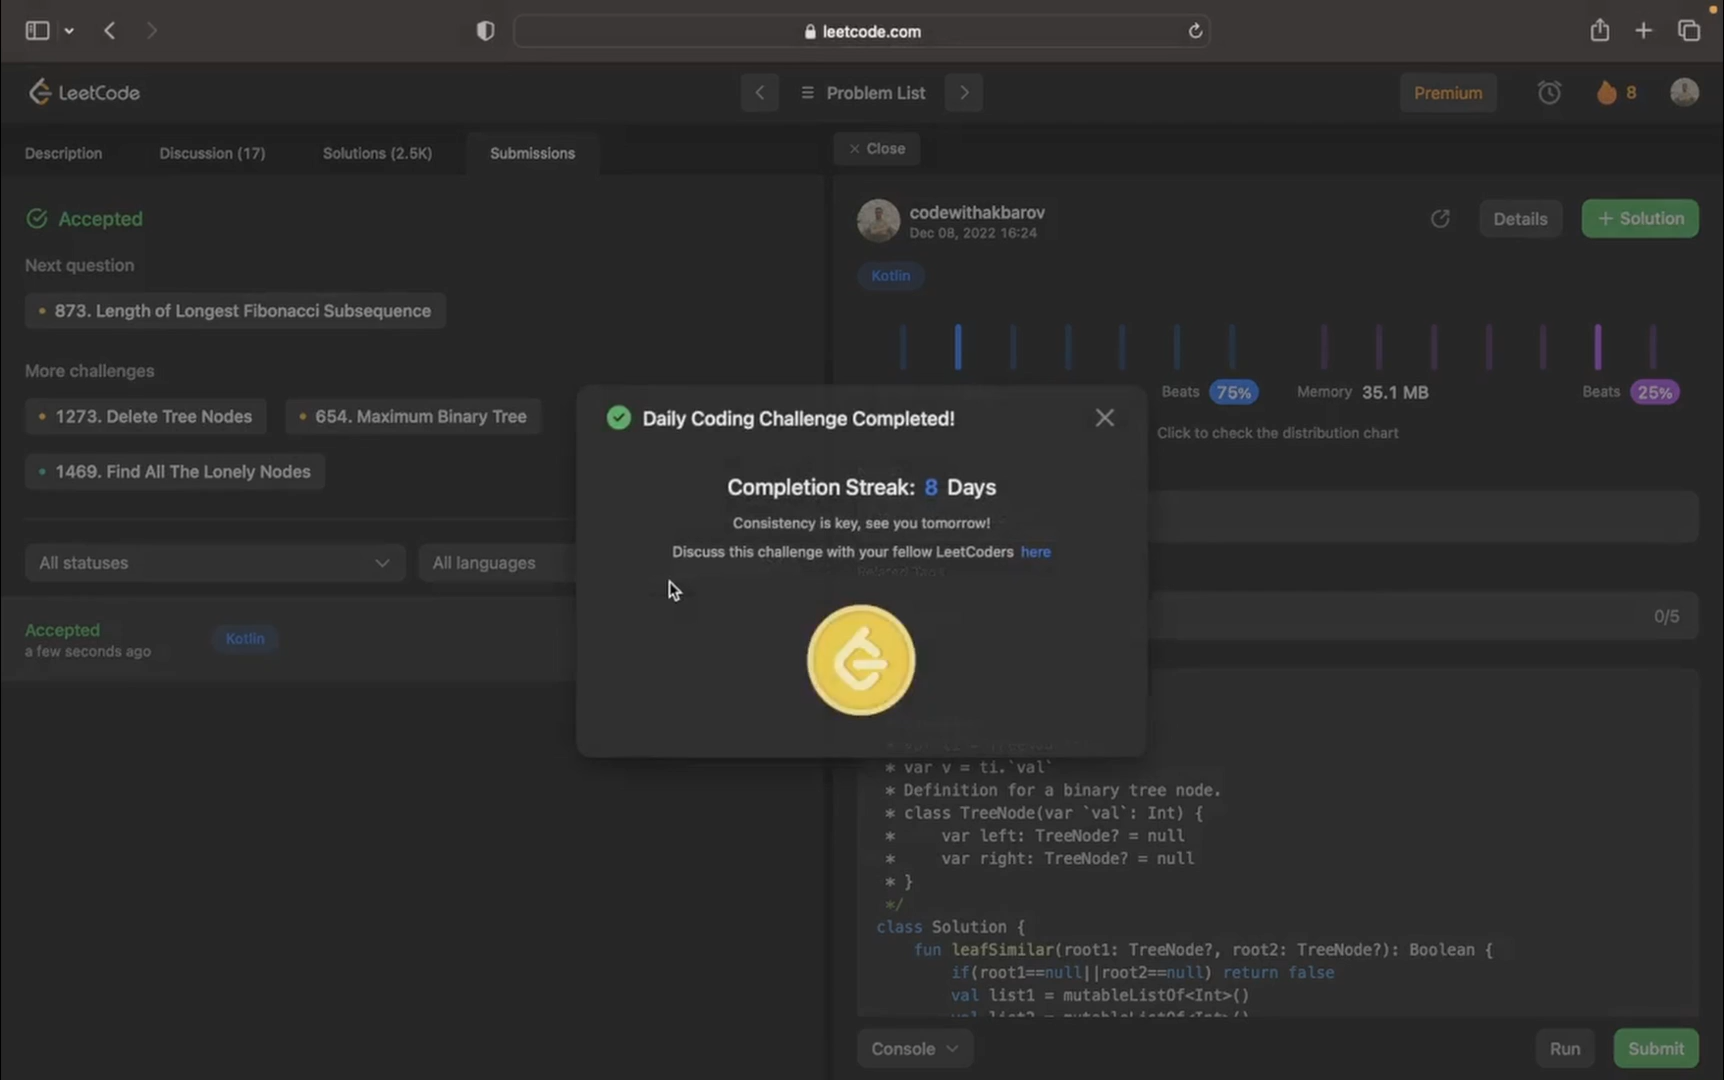 leetcode.com
LeetCode
Problem List
Premium
8
Description
Discussion (17)
Solutions (2.5K)
Submissions
Close
Accepted
Next question
873. Length of Longest Fibonacci Subsequence
More challenges
1273. Delete Tree Nodes
654. Maximum Binary Tree
1469. Find All The Lonely Nodes
All statuses
All languages
Accepted
a few seconds ago
Kotlin
codewithakbarov
Dec 08, 2022 16:24
Details
+ Solution
Kotlin
Beats 75%
Memory 35.1 MB
Beats 25%
Click to check the distribution chart
Daily Coding Challenge Completed!
Completion Streak: 8 Days
Consistency is key, see you tomorrow!
Discuss this challenge with your fellow LeetCoders here
Related Tags
0/5
* var v = ti.`val`
* Definition for a binary tree node.
* class TreeNode(var `val`: Int) {
*     var left: TreeNode? = null
*     var right: TreeNode? = null
* }
*/
class Solution {
fun leafSimilar(root1: TreeNode?, root2: TreeNode?): Boolean {
if(root1==null||root2==null) return false
val list1 = mutableListOf<Int>()
Console
Run
Submit